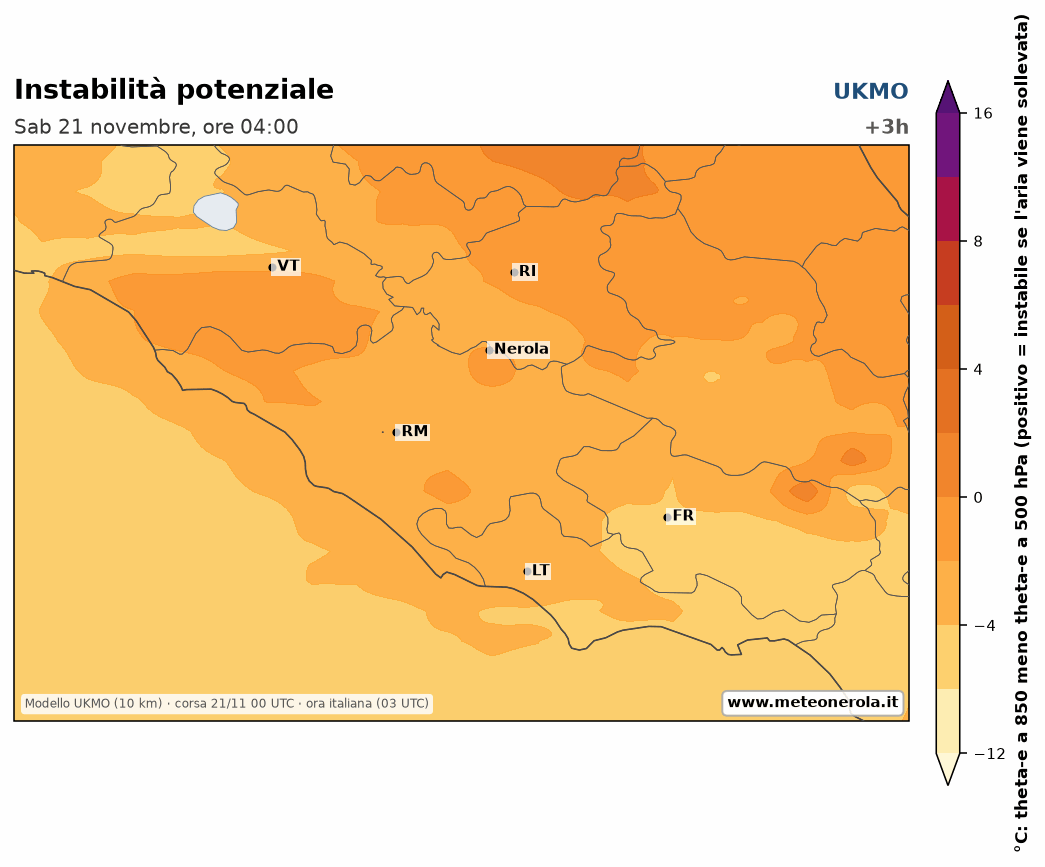 Instabilità potenziale
UKMO
Sab 21 novembre, ore 04:00
+3h
VT
RI
Nerola
RM
FR
LT
Modello UKMO (10 km) · corsa 21/11 00 UTC · ora italiana (03 UTC)
www.meteonerola.it
16
8
4
0
−4
−12
°C: theta-e a 850 meno theta-e a 500 hPa (positivo = instabile se l'aria viene sollevata)